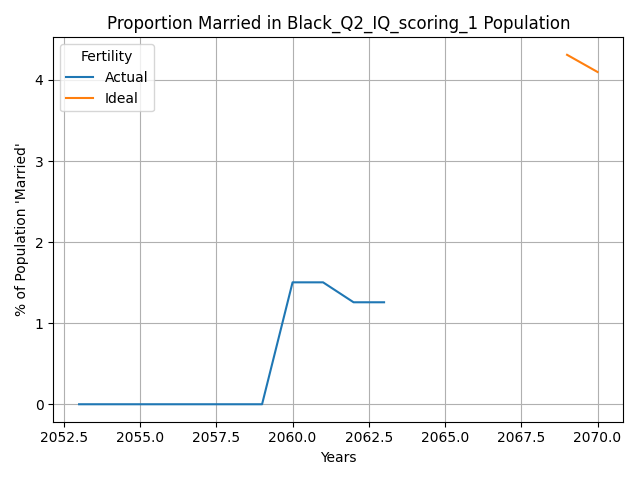 Proportion Married in Black_Q2_IQ_scoring_1 Population
Fertility
Actual
Ideal
% of Population 'Married'
4
3
2
1
0
2052.5 2055.0 2057.5 2060.0 2062.5 2065.0 2067.5 2070.0
Years